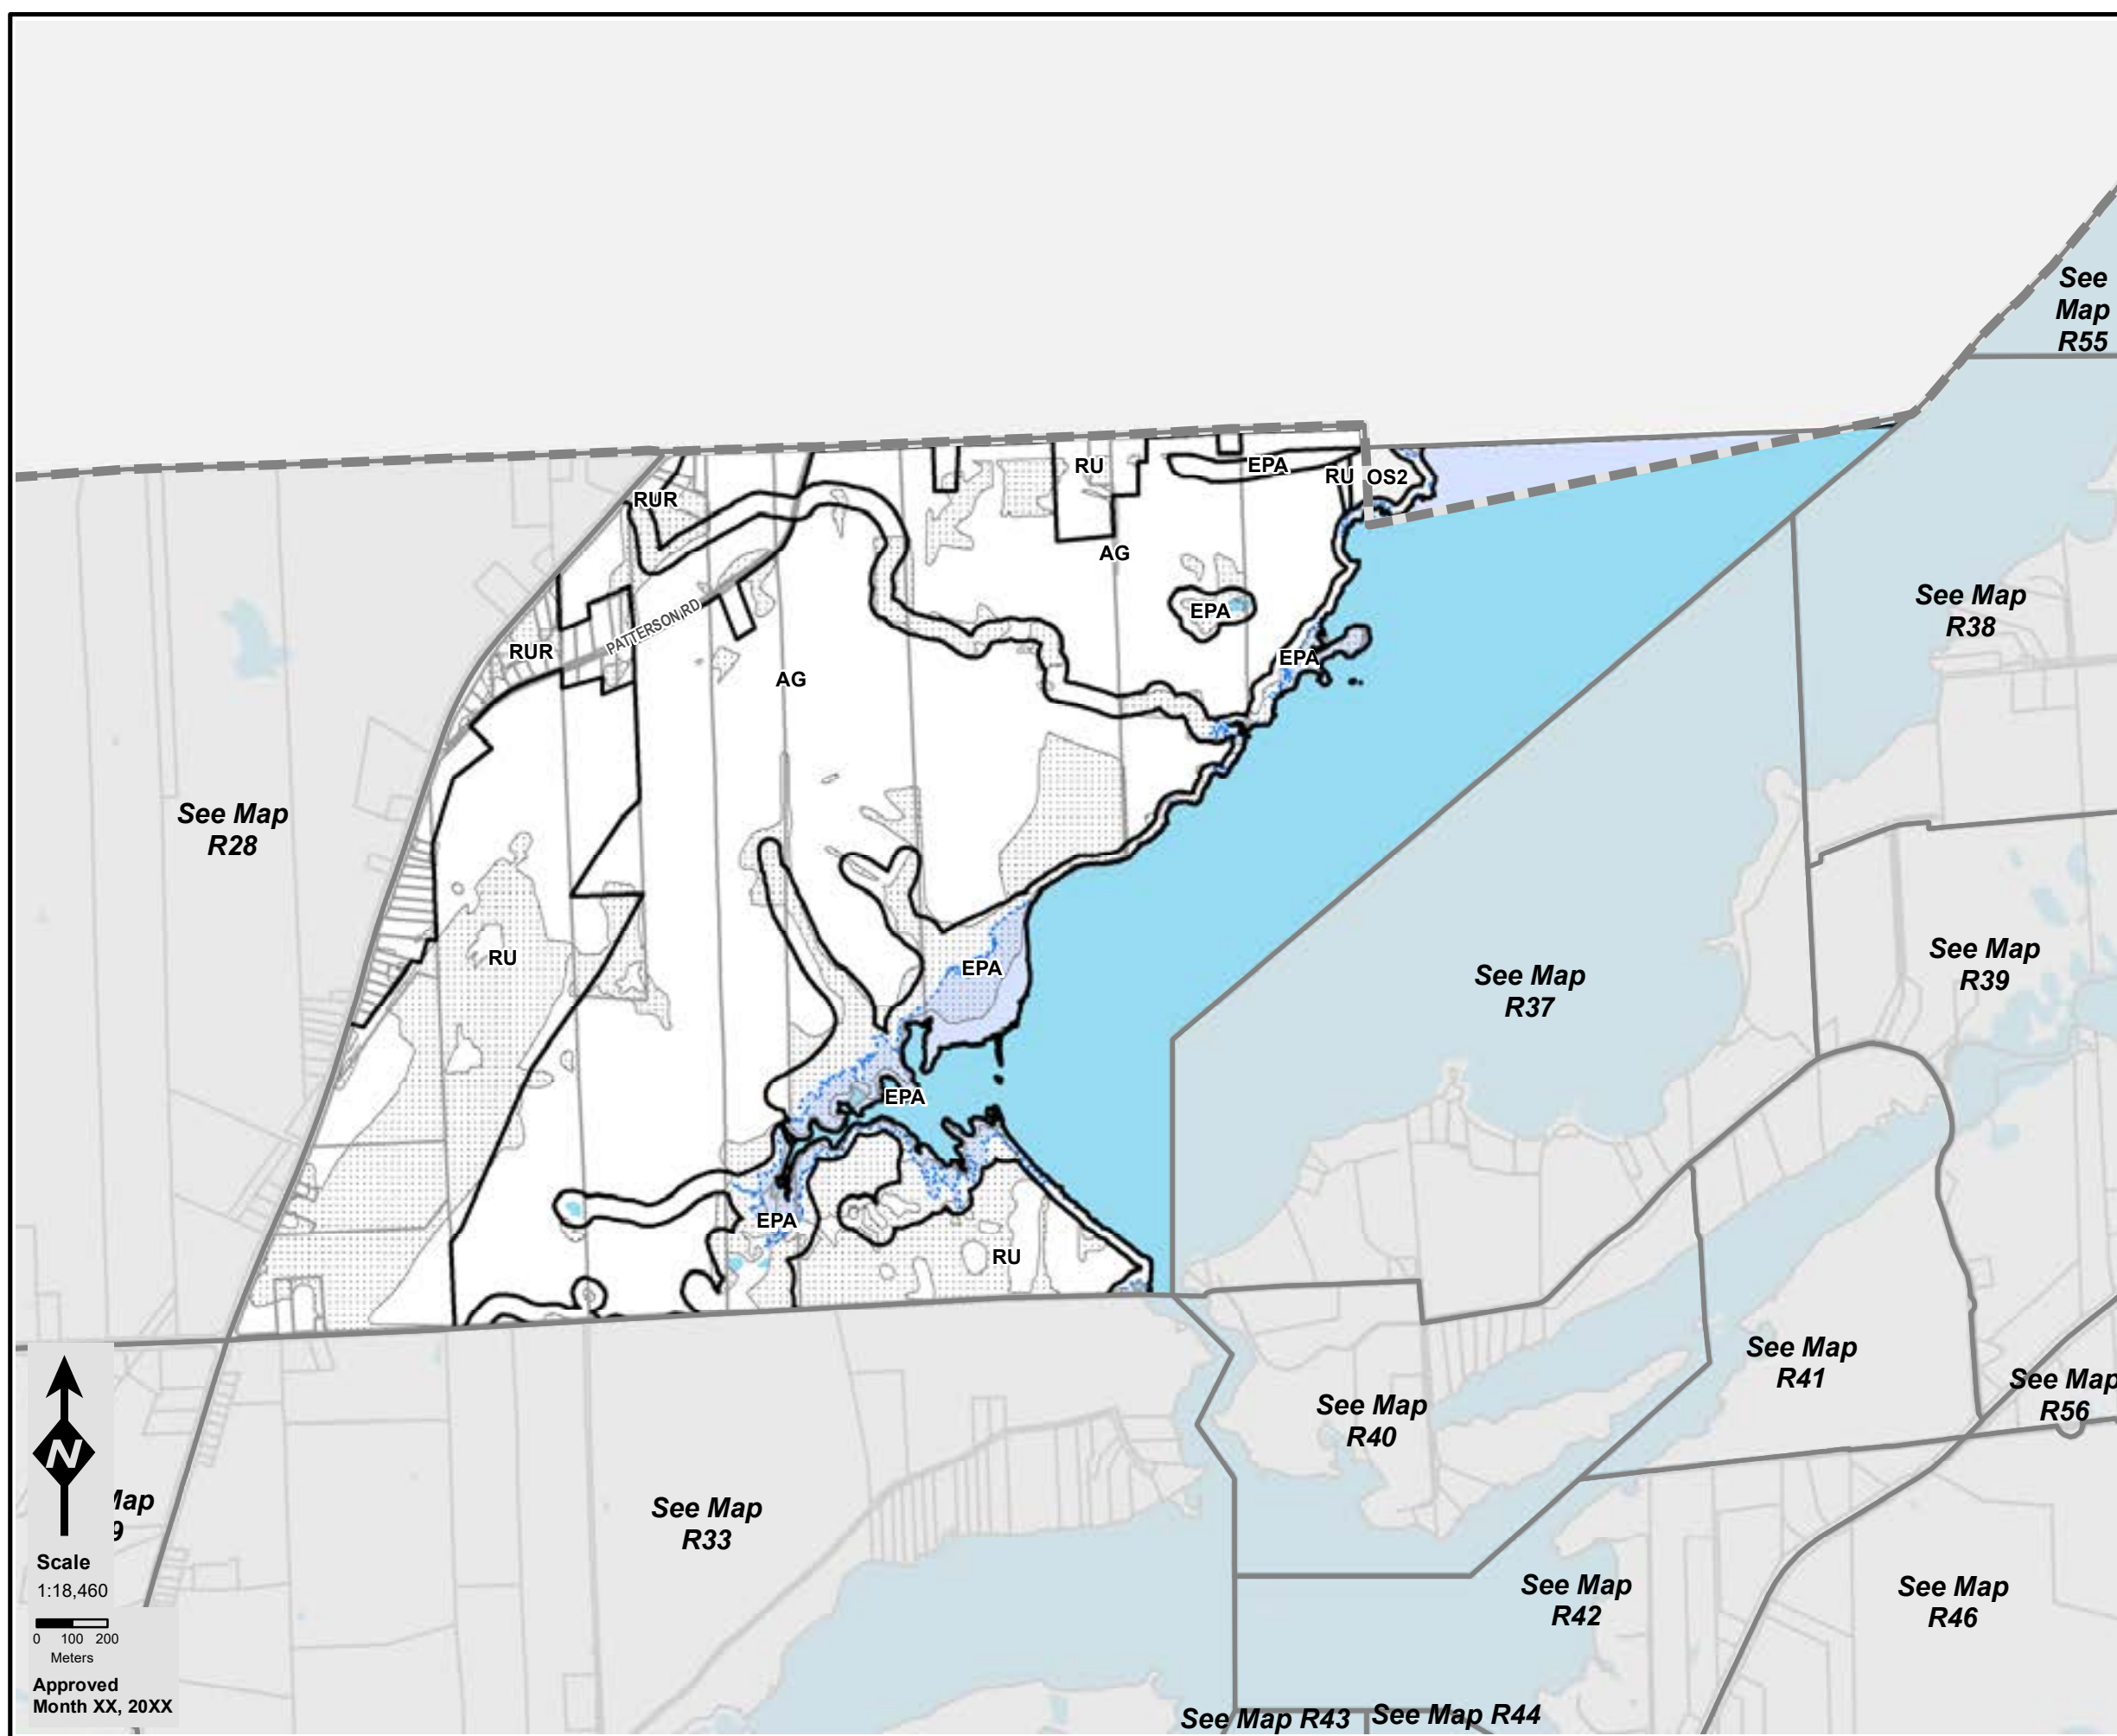 See
Map
R55
RU
EPA
RU
OS2
RUR
AG
EPA
See Map
R38
RUR
PATTERSON RD
EPA
AG
See Map
R28
RU
EPA
See Map
R37
See Map
R39
EPA
EPA
RU
See Map
R41
See Map
R56
See Map
R40
N
See Map
R33
Scale
1:18,460
0 100 200
Meters
See Map
R42
See Map
R46
Approved
Month XX, 20XX
See Map R43
See Map R44